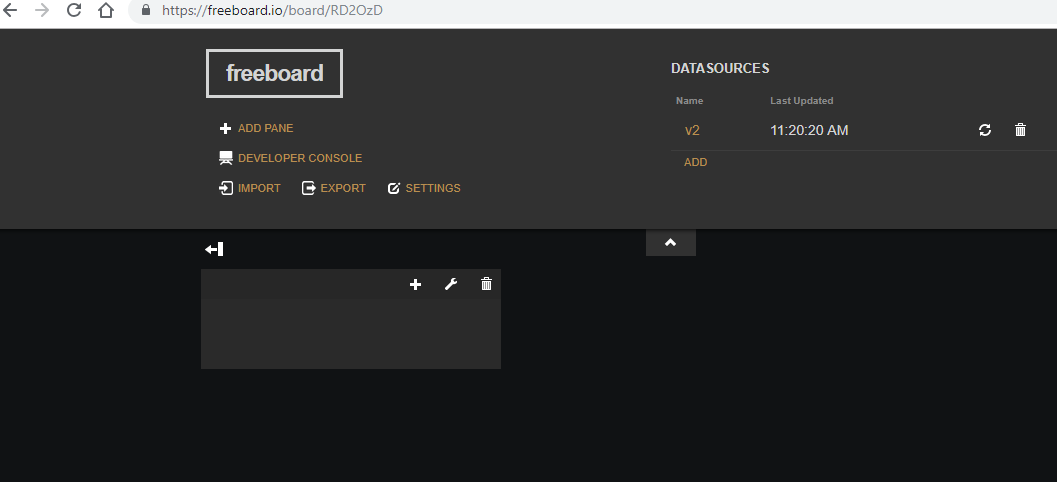 https://freeboard.io/board/RD2OzD
freeboard
ADD PANE
DEVELOPER CONSOLE
IMPORT EXPORT SETTINGS
DATASOURCES
Name Last Updated
v2 11:20:20 AM
ADD